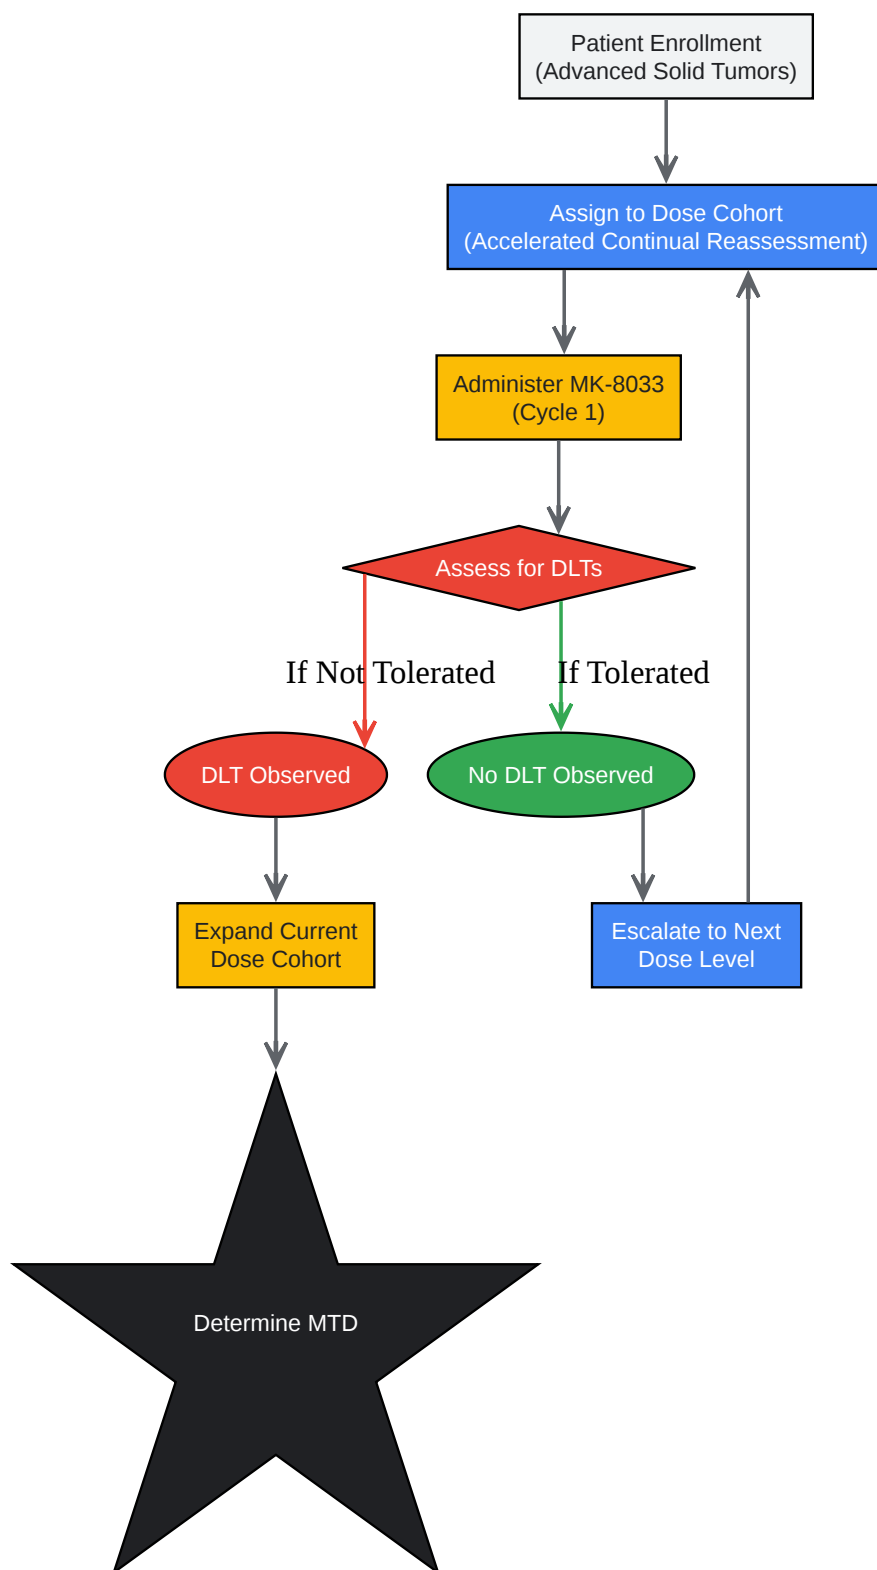 Patient Enrollment
(Advanced Solid Tumors)
Assign to Dose Cohort
(Accelerated Continual Reassessment)
Administer MK-8033
(Cycle 1)
Assess for DLTs
If Not Tolerated
If Tolerated
DLT Observed
No DLT Observed
Expand Current
Dose Cohort
Escalate to Next
Dose Level
Determine MTD